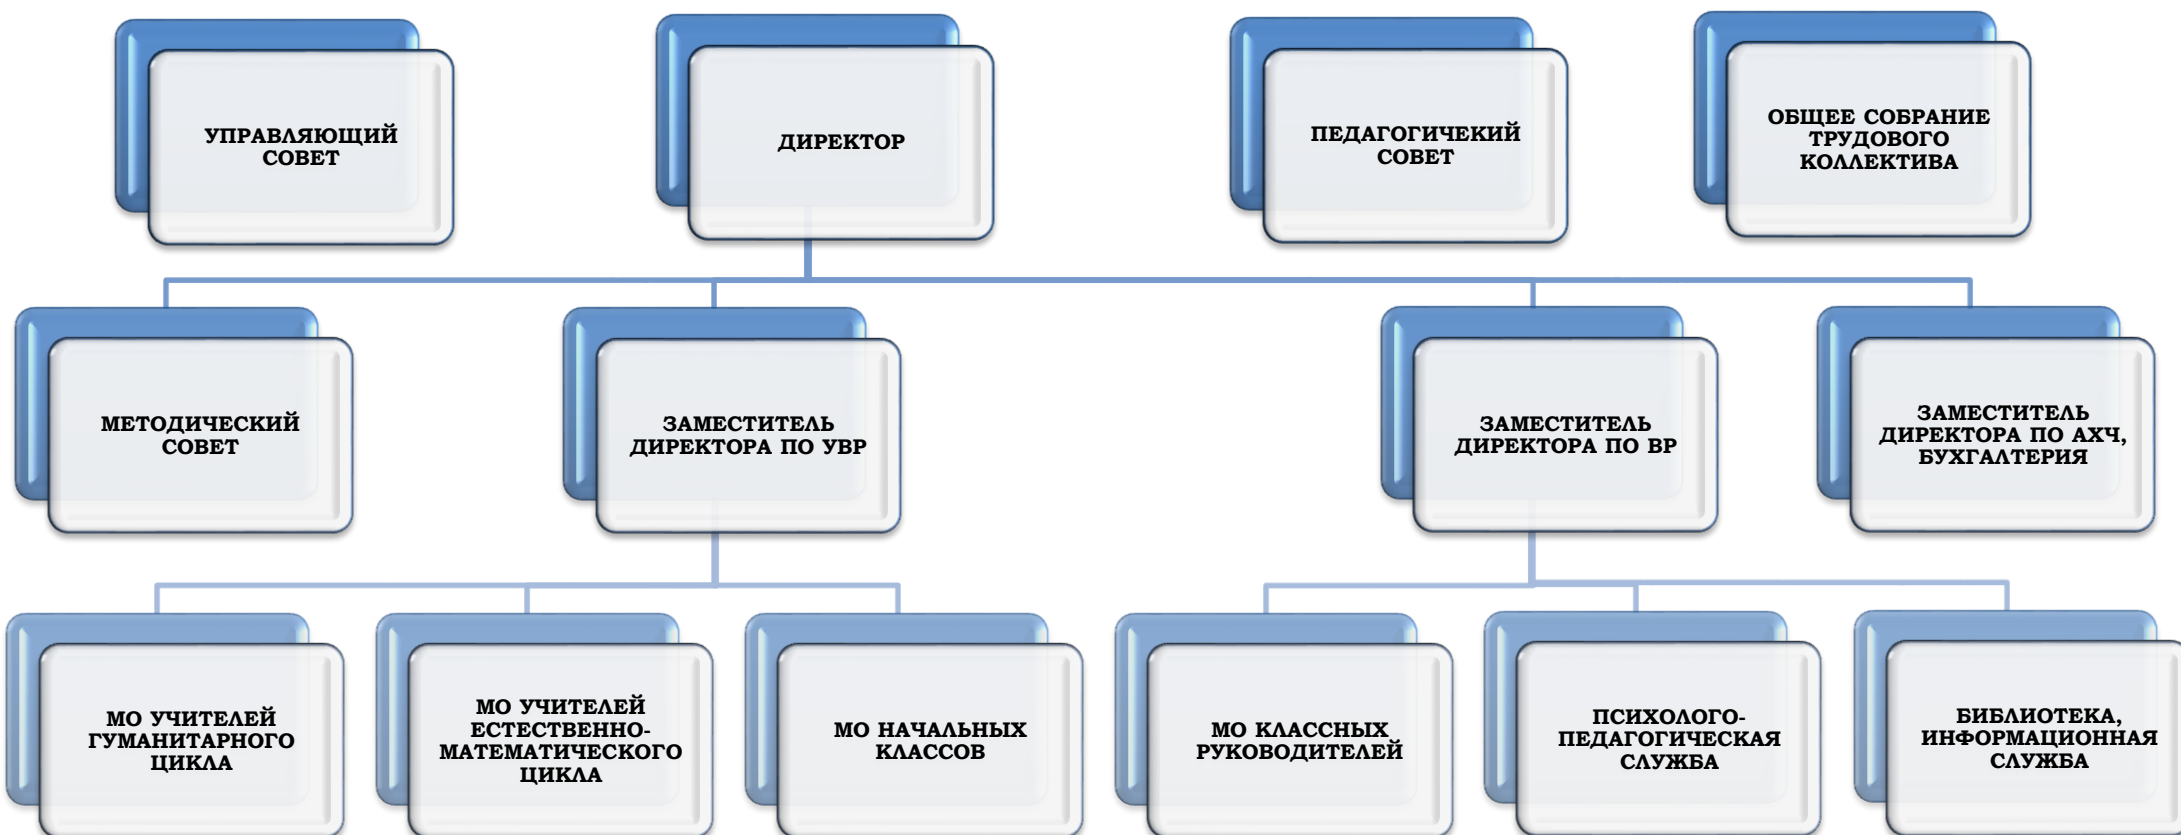 УПРАВЛЯЮЩИЙ
СОВЕТ
ДИРЕКТОР
ПЕДАГОГИЧЕКИЙ
СОВЕТ
ОБЩЕЕ СОБРАНИЕ
ТРУДОВОГО
КОЛЛЕКТИВА
МЕТОДИЧЕСКИЙ
СОВЕТ
ЗАМЕСТИТЕЛЬ
ДИРЕКТОРА ПО УВР
ЗАМЕСТИТЕЛЬ
ДИРЕКТОРА ПО ВР
ЗАМЕСТИТЕЛЬ
ДИРЕКТОРА ПО АХЧ,
БУХГАЛТЕРИЯ
МО УЧИТЕЛЕЙ
ГУМАНИТАРНОГО
ЦИКЛА
МО УЧИТЕЛЕЙ
ЕСТЕСТВЕННО-
МАТЕМАТИЧЕСКОГО
ЦИКЛА
МО НАЧАЛЬНЫХ
КЛАССОВ
МО КЛАССНЫХ
РУКОВОДИТЕЛЕЙ
ПСИХОЛОГО-
ПЕДАГОГИЧЕСКАЯ
СЛУЖБА
БИБЛИОТЕКА,
ИНФОРМАЦИОННАЯ
СЛУЖБА